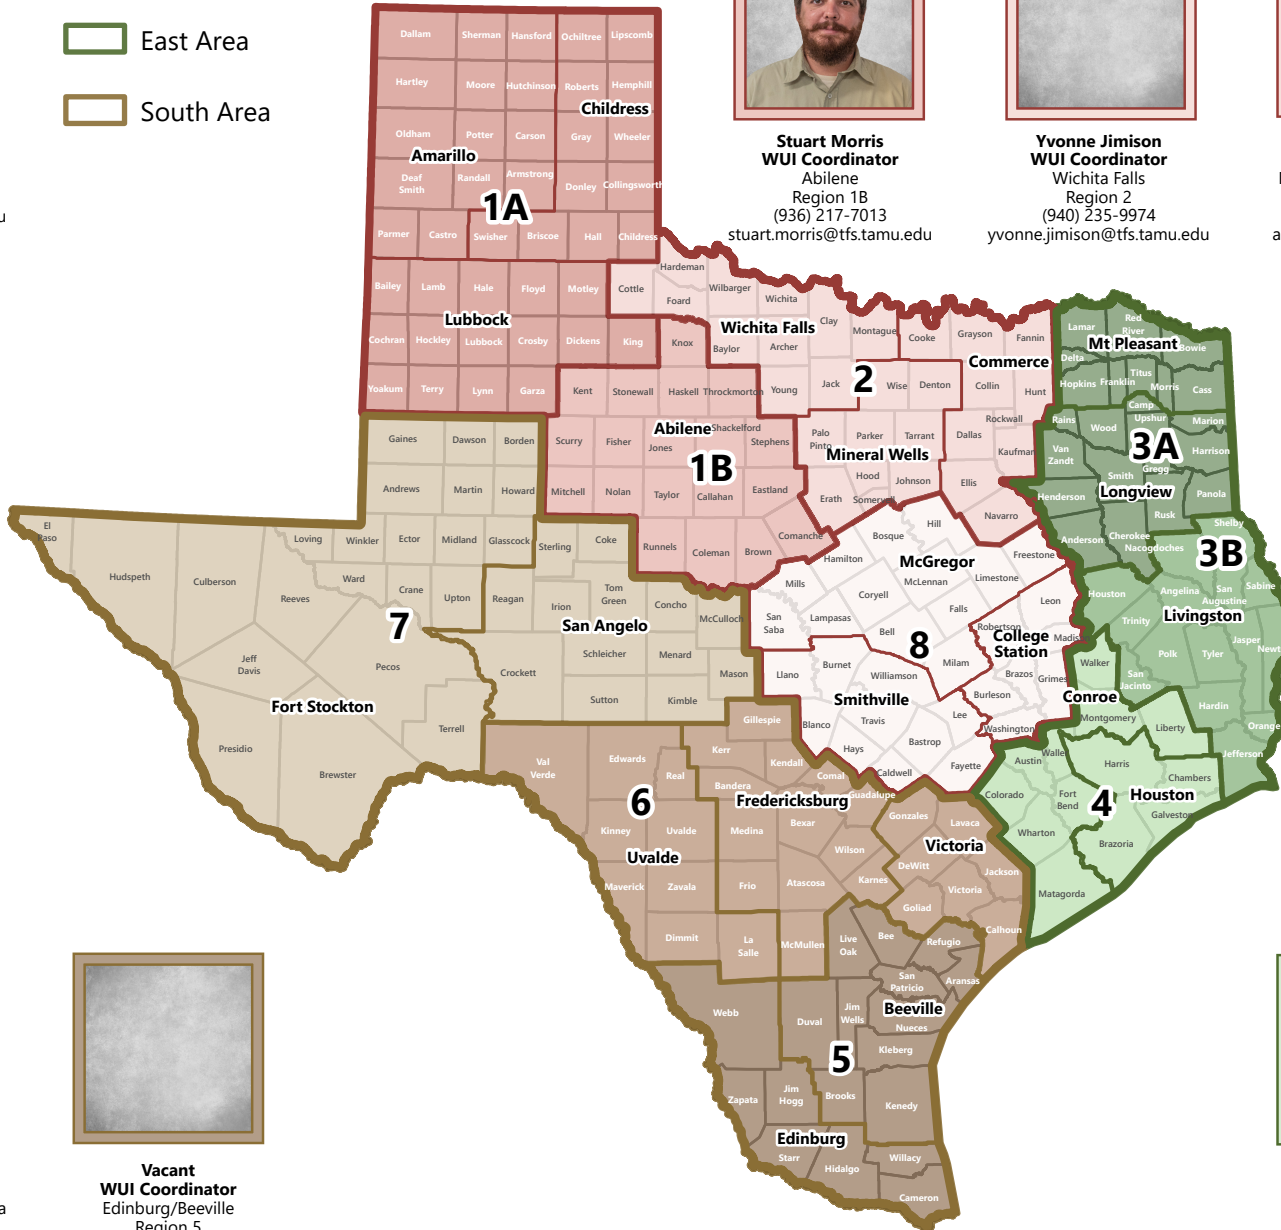 East Area
South Area
Stuart Morris
WUI Coordinator
Abilene
Region 1B
(936) 217-7013
stuart.morris@tfs.tamu.edu
Yvonne Jimison
WUI Coordinator
Wichita Falls
Region 2
(940) 235-9974
yvonne.jimison@tfs.tamu.edu
Dallam Sherman Hansford Ochiltree Lipscomb
Hartley Moore Hutchinson Roberts Hemphill
Childress
Oldham Potter Carson Gray Wheeler
Amarillo
Deaf Smith Randall Armstrong Donley Collingsworth
1A
Parmer Castro Swisher Briscoe Hall Childress
Bailey Lamb Hale Floyd Motley
Lubbock
Cochran Hockley Lubbock Crosby Dickens King
Yoakum Terry Lynn Garza
Hardeman
Cottle Foard Wilbarger Wichita
Wichita Falls
Clay Montague Cooke Grayson Fannin
Knox Baylor Archer
Commerce
Young Jack 2 Wise Denton Collin Hunt
Rockwall
Palo Pinto Parker Tarrant Dallas Kaufman
Mineral Wells
Hood Johnson Ellis
Erath Somervell Navarro
Kent Stonewall Haskell Throckmorton
Abilene Shackelford
Scurry Fisher Jones Stephens
1B
Mitchell Nolan Taylor Callahan Eastland
Runnels Coleman Brown Comanche
Lamar Red River Bowie
Mt Pleasant
Delta Hopkins Franklin Titus Morris Cass
Camp
Rains Wood Upshur Marion
3A
Van Zandt Harrison
Smith Gregg
Longview
Henderson Panola
Rusk
Anderson Cherokee Nacogdoches Shelby
3B
Houston Angelina San Augustine Sabine
Livingston
Trinity Jasper Newt
Polk Tyler
San Jacinto
Hardin
Orange
Jefferson
Gaines Dawson Borden
Andrews Martin Howard
El Paso
Loving Winkler Ector Midland Glasscock Sterling Coke
Hudspeth Culberson Reeves Ward Crane Upton Reagan Irion Tom Green Concho McCulloch
7
San Angelo
Jeff Davis Pecos Crockett Schleicher Menard Mason
Fort Stockton
Sutton Kimble
Presidio Brewster Terrell
Hill
Bosque
Hamilton
McGregor
Freestone
Mills McLennan Limestone
Coryell Leon
San Saba Lampasas Falls
Bell 8 Robertson Madis
College Station
Burnet Milam
Llano Williamson Brazos Grimes
Smithville
Burleson
Blanco Travis Lee
Washington
Hays Bastrop
Caldwell Fayette
Walker
Conroe
Montgomery Liberty
Austin Walle Harris
Colorado Fort Bend 4 Houston Chambers
Galveston
Wharton Brazoria
Matagorda
Gillespie
Val Verde Edwards Real Kerr Kendall
Bandera Comal
6
Fredericksburg Guadalupe
Kinney Uvalde Medina Bexar
Uvalde
Wilson
Maverick Zavala Frio Atascosa Karnes
Gonzales Lavaca
Victoria
DeWitt Victoria Jackson
Goliad
Calhoun
Dimmit La Salle McMullen
Live Oak Bee Refugio
San Patricio Aransas
Webb Duval Jim Wells Beeville
Nueces
5 Kleberg
Zapata Jim Hogg Brooks Kenedy
Edinburg
Starr Hidalgo Willacy
Cameron
Vacant
WUI Coordinator
Edinburg/Beeville
Region 5